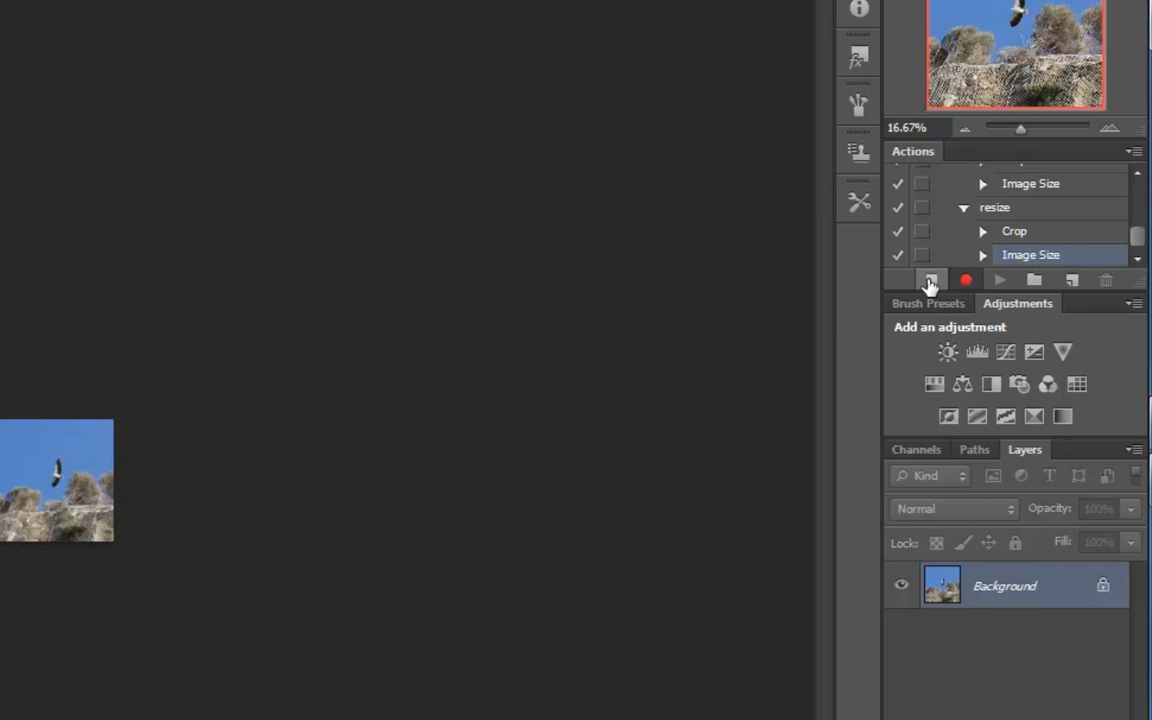 16.67%
Actions
Image Size
resize
Crop
Image Size
Brush Presets Adjustments
Add an adjustment
Channels Paths Layers
Kind
Normal Opacity: 100%
Lock: Fill: 100%
Background